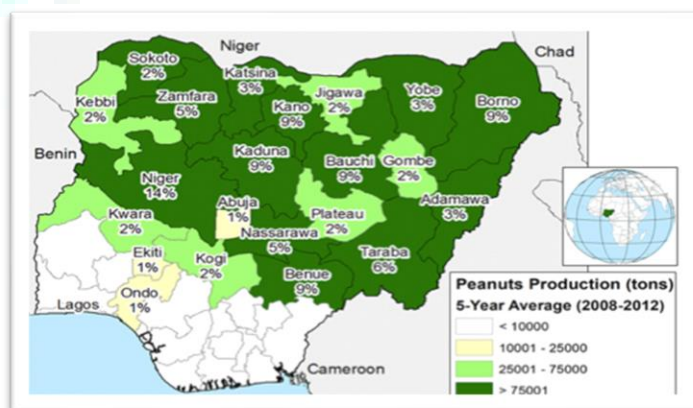 Niger
Chad
Sokoto
2%
Katsina
3%
Jigawa
2%
Yobe
3%
Borno
9%
Kebbi
2%
Zamfara
5%
Kano
9%
Benin
Kaduna
9%
Bauchi
9%
Gombe
2%
Niger
14%
Adamawa
3%
Abuja
1%
Kwara
2%
Plateau
2%
Nassarawa
5%
Ekiti
1%
Kogi
2%
Taraba
6%
Benue
9%
Ondo
1%
Lagos
Cameroon
Peanuts Production (tons)
5-Year Average (2008-2012)
< 10000
10001 - 25000
25001 - 75000
> 75001